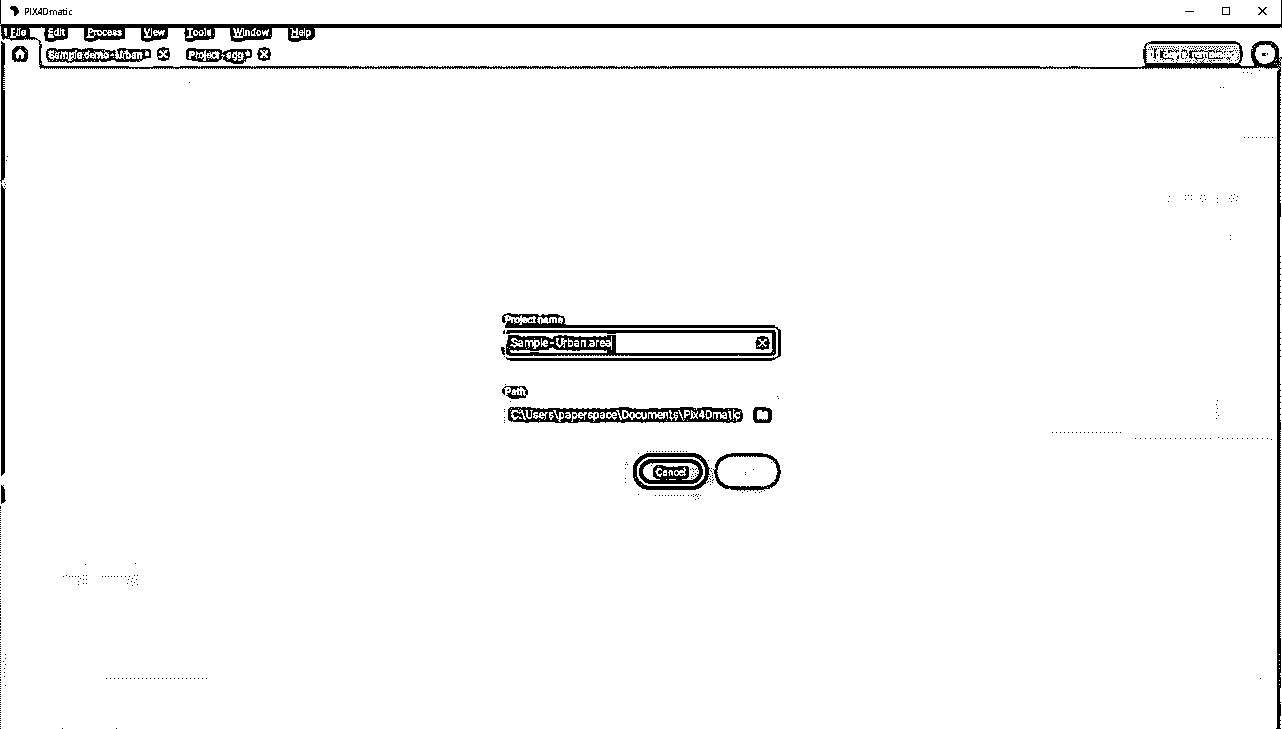 PIX4Dmatic
File Edit Process View Tools Window Help
Sample demo - Urban *
Project
Project name
Sample - Urban area
Path
C:\Users\paperspace\Documents\Pix4Dmatic
Cancel